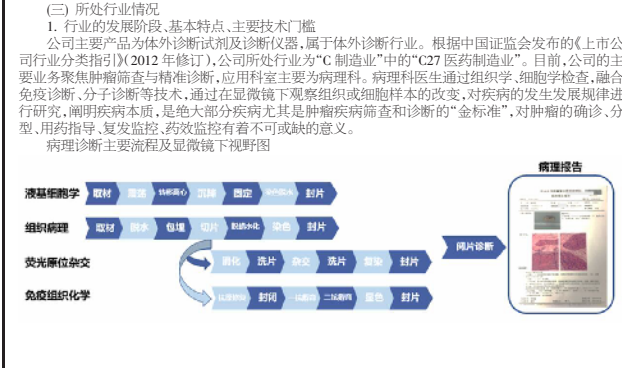 (三) 所处行业情况
1. 行业的发展阶段、基本特点、主要技术门槛
公司主要产品为体外诊断试剂及诊断仪器,属于体外诊断行业。根据中国证监会发布的《上市公
司行业分类指引》(2012 年修订),公司所处行业为“C 制造业”中的“C27 医药制造业”。目前,公司的主
要业务聚焦肿瘤筛查与精准诊断,应用科室主要为病理科。病理科医生通过组织学、细胞学检查,融合
免疫诊断、分子诊断等技术,通过在显微镜下观察组织或细胞样本的改变,对疾病的发生发展规律进
行研究,阐明疾病本质,是绝大部分疾病尤其是肿瘤疾病筛查和诊断的“金标准”,对肿瘤的确诊、分
型、用药指导、复发监控、药效监控有着不可或缺的意义。
病理诊断主要流程及显微镜下视野图
病理报告
液基细胞学 取材 转移离心 沉降 固定 封片
组织病理 取材 脱水 包埋 切片 脱蜡水化 染色 封片
阅片诊断
荧光原位杂交 消化 洗片 杂交 洗片 复染 封片
免疫组织化学 抗原修复 封闭 一抗孵育 二抗孵育 显色 封片